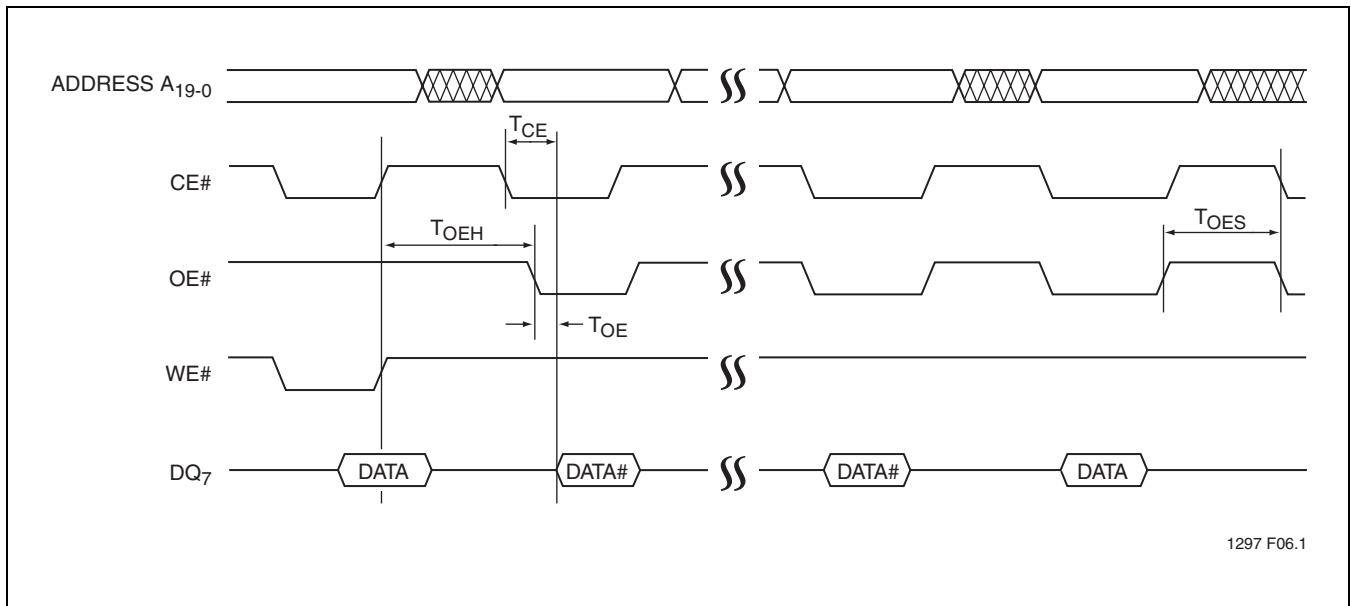 ADDRESS A19-0
TCE
CE#
TOEH
TOES
OE#
TOE
WE#
DQ7
DATA
DATA#
DATA#
DATA
1297 F06.1